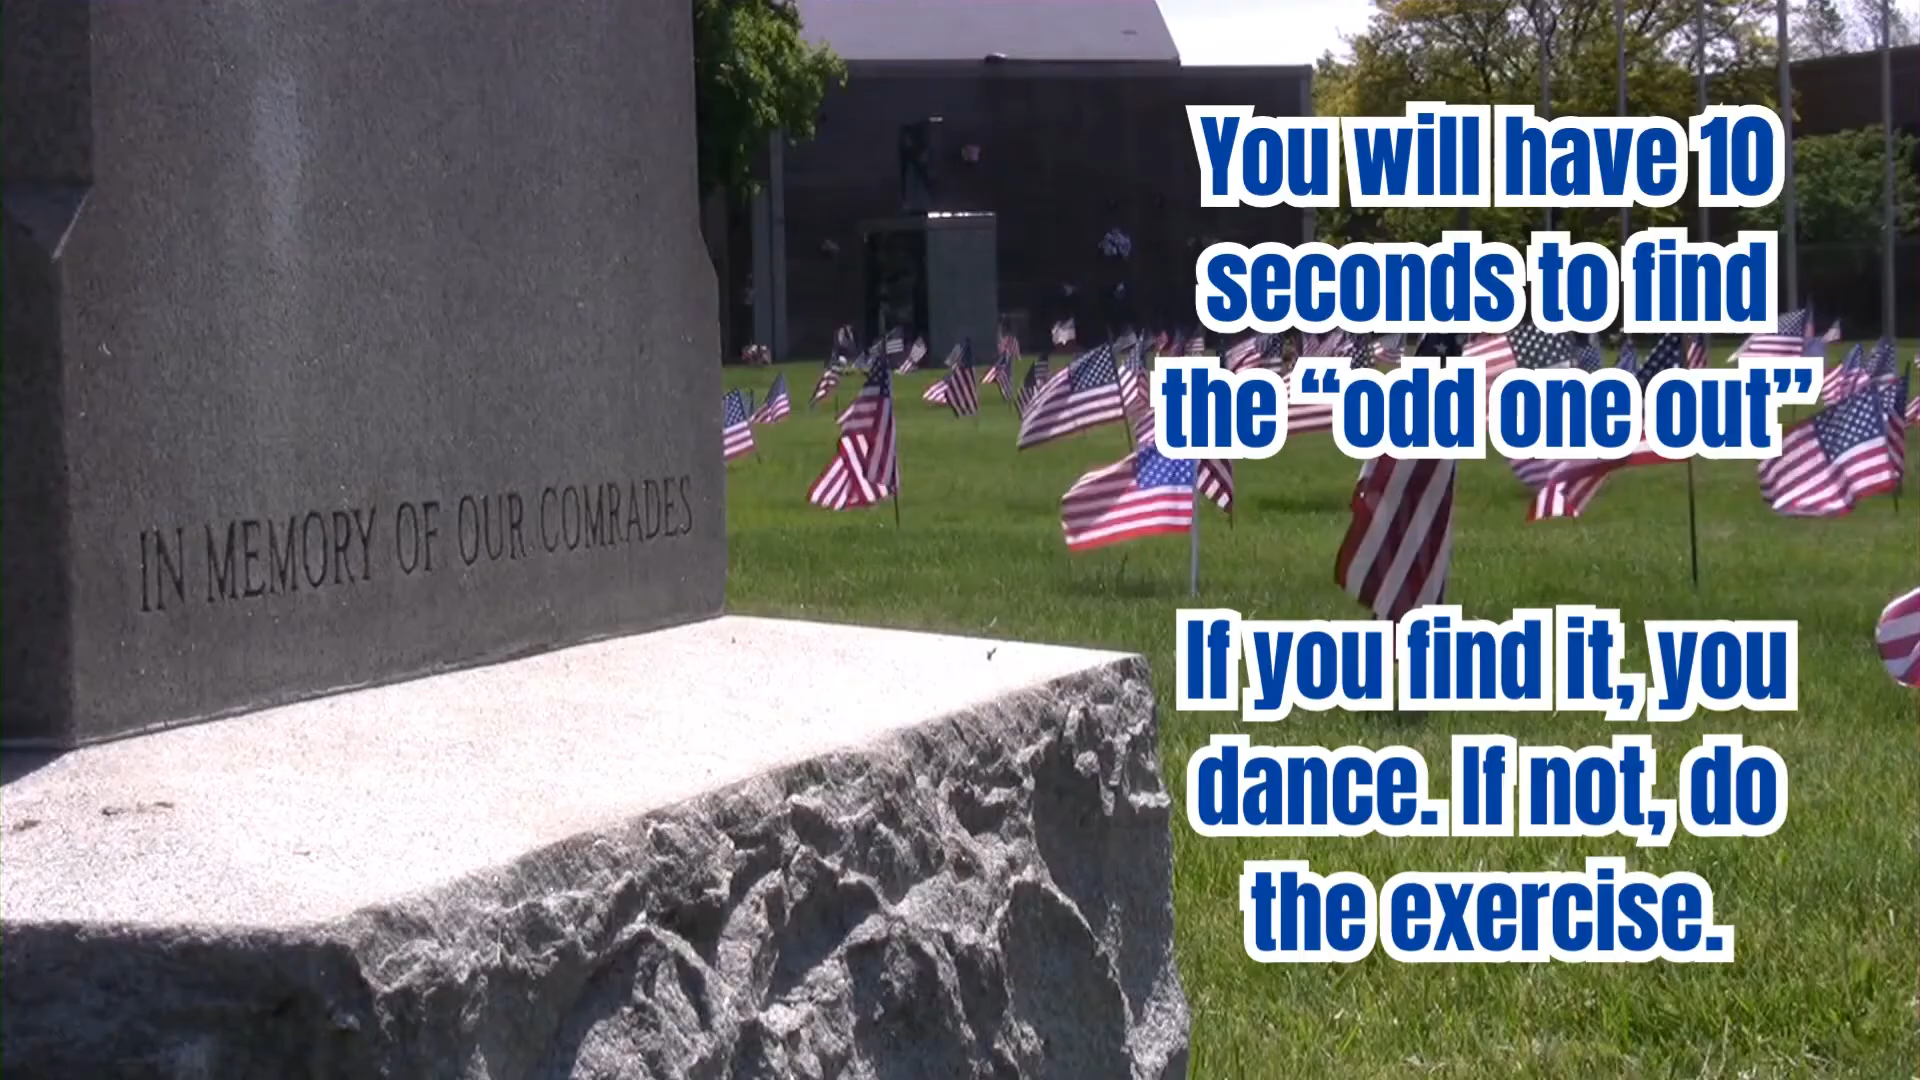 You will have 10
seconds to find
the “odd one out”
IN MEMORY OF OUR COMRADES
If you find it, you
dance. If not, do
the exercise.